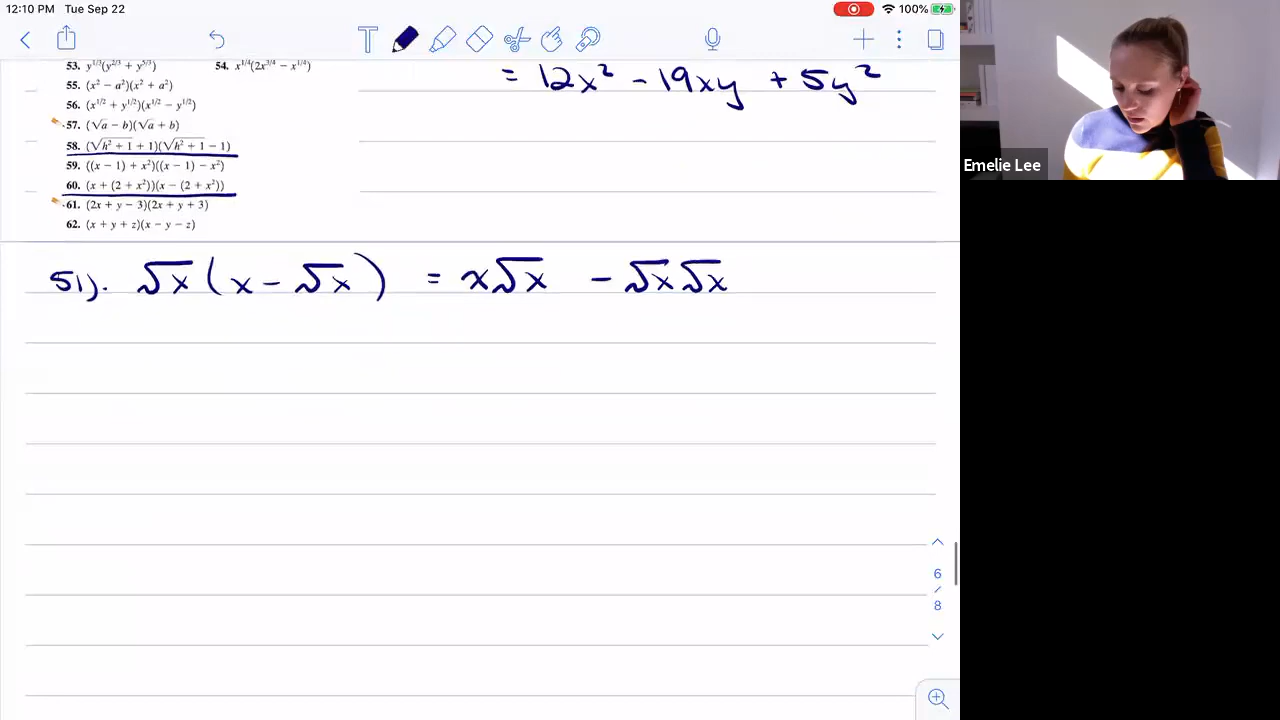 12:10 PM Tue Sep 22
100%
53. y^{1/3}(y^{2/3} + y^{5/3}) 54. x^{1/4}(2x^{3/4} − x^{1/4})
55. (x² − a²)(x² + a²)
56. (x^{1/2} + y^{1/2})(x^{1/2} − y^{1/2})
57. (√a − b)(√a + b)
58. (√h² + 1 + 1)(√h² + 1 − 1)
59. ((x − 1) + x²)((x − 1) − x²)
60. (x + (2 + x²))(x − (2 + x²))
61. (2x + y − 3)(2x + y + 3)
62. (x + y + z)(x − y − z)
= 12x² − 19xy + 5y²
51). √x (x − √x) = x√x − √x√x
6
/
8
Emelie Lee